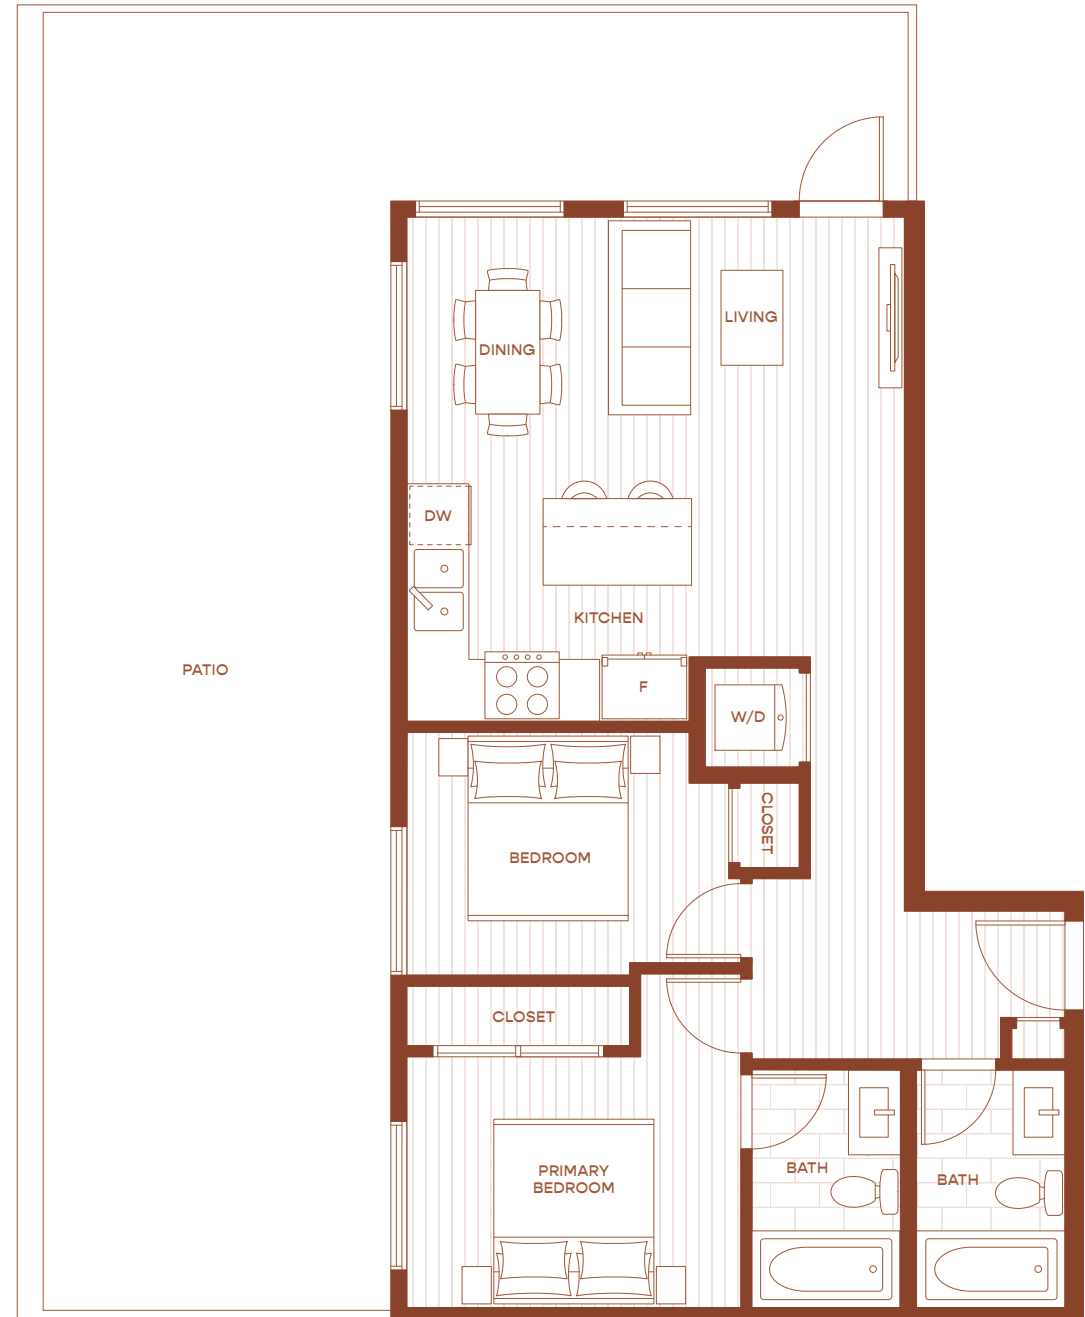 LIVING
DINING
DW
KITCHEN
PATIO
F
W/D
CLOSET
BEDROOM
CLOSET
PRIMARY
BEDROOM
BATH
BATH